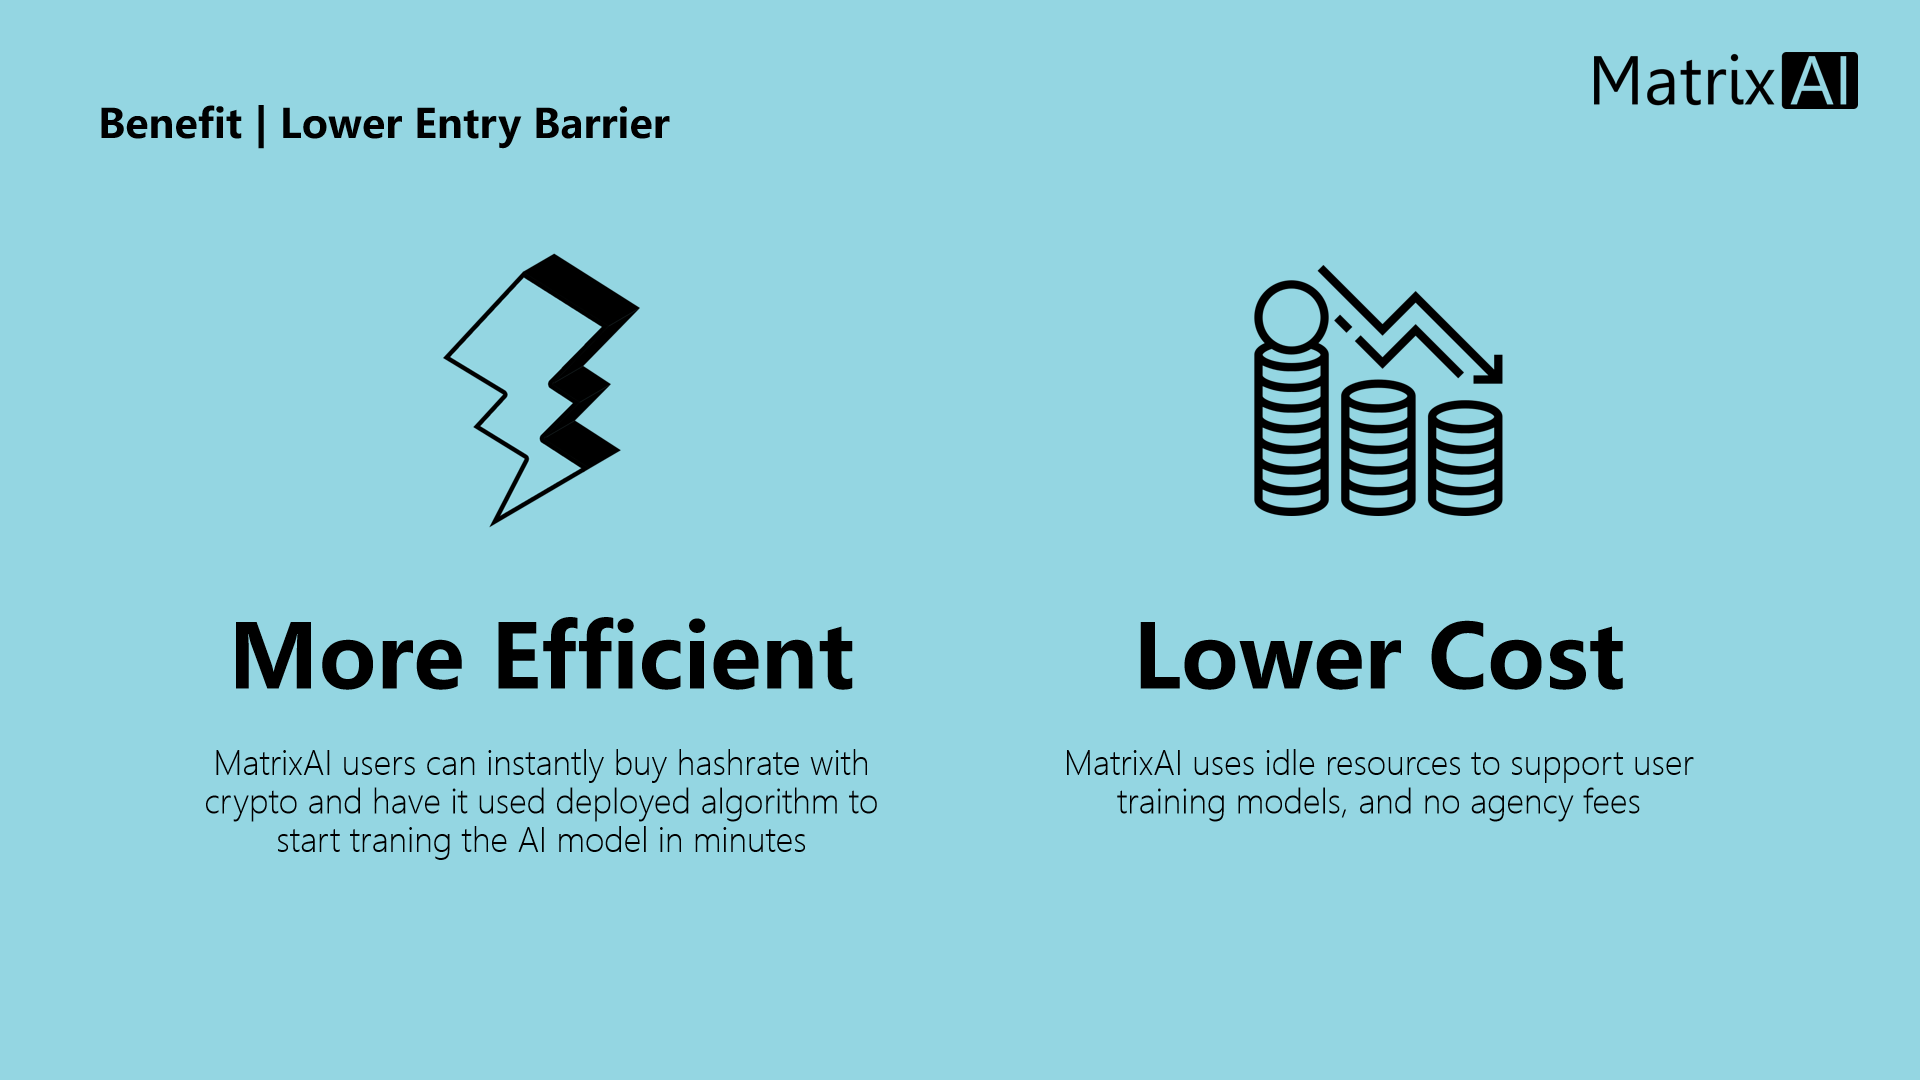 MatrixAI
Benefit | Lower Entry Barrier
More Efficient
MatrixAI users can instantly buy hashrate with
crypto and have it used deployed algorithm to
start traning the AI model in minutes
Lower Cost
MatrixAI uses idle resources to support user
training models, and no agency fees